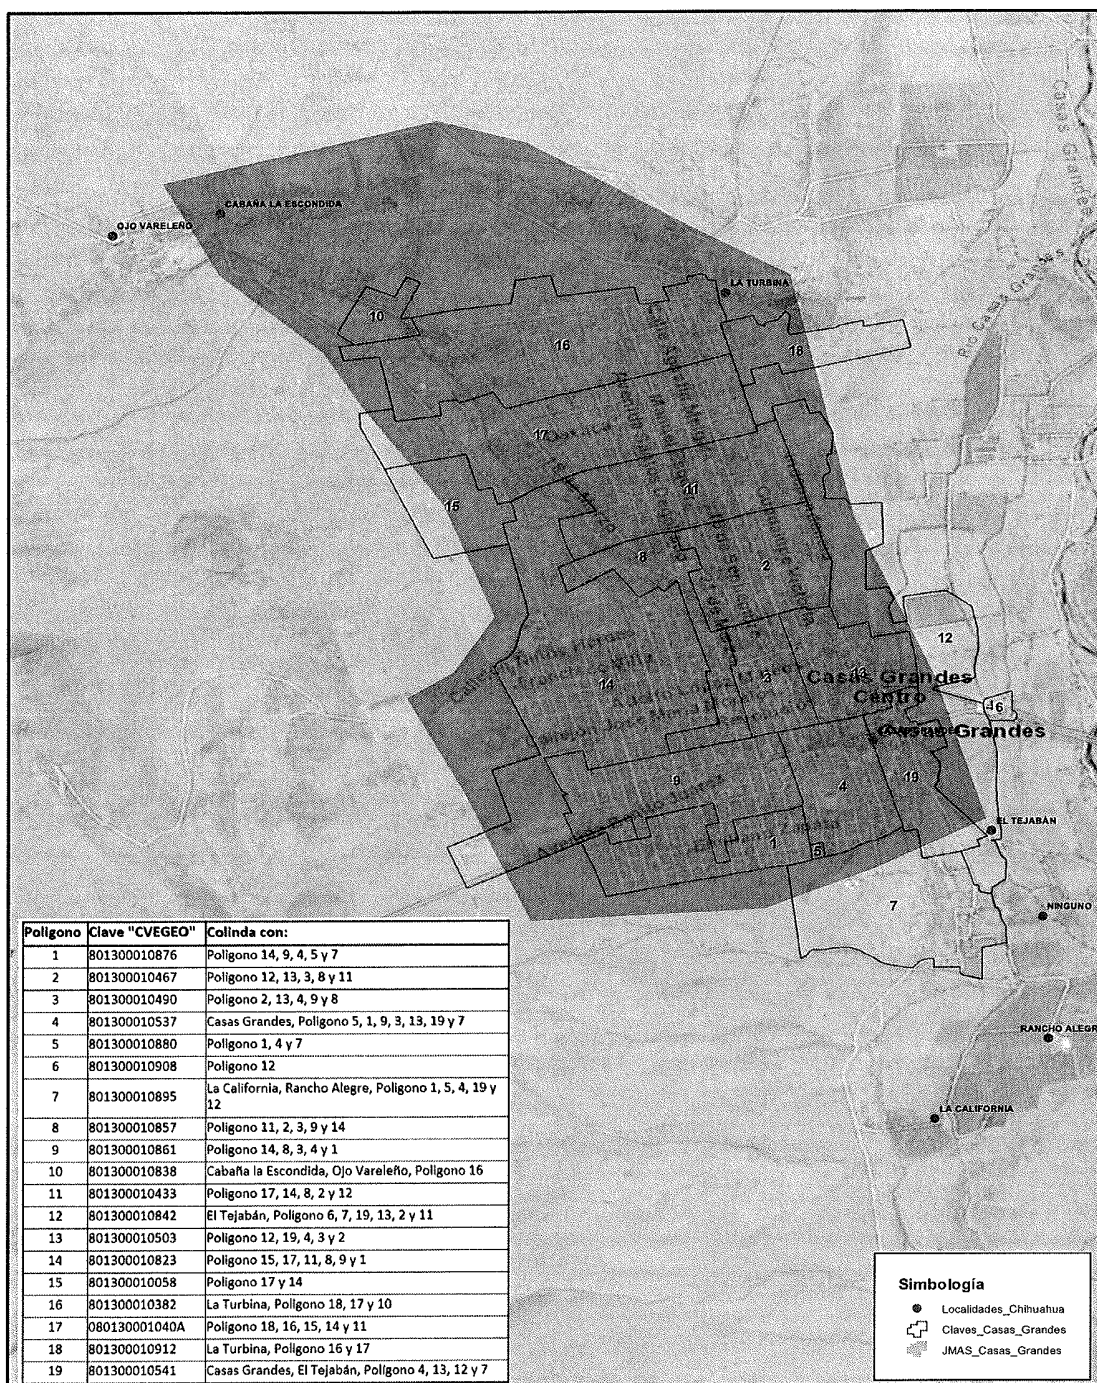 CABAÑA LA ESCONDIDA
OJO VARELEÑO
Casas Grandes
Rio Casas Grandes
LA TURBINA
10
16
18
17
Oaxaca
11
15
8
2
12
Francisco Villa
14
3
13
Casas Grandes
Centro
6
Casas Grandes
9
4
19
Avenida Benito Juárez
Emiliano Zapata
EL TEJABÁN
1
5
7
NINGUNO
RANCHO ALEGR
LA CALIFORNIA
Poligono Clave "CVEGEO" Colinda con:
1 801300010876 Poligono 14, 9, 4, 5 y 7
2 801300010467 Poligono 12, 13, 3, 8 y 11
3 801300010490 Poligono 2, 13, 4, 9 y 8
4 801300010537 Casas Grandes, Poligono 5, 1, 9, 3, 13, 19 y 7
5 801300010880 Poligono 1, 4 y 7
6 801300010908 Poligono 12
7 801300010895 La California, Rancho Alegre, Poligono 1, 5, 4, 19 y
12
8 801300010857 Poligono 11, 2, 3, 9 y 14
9 801300010861 Poligono 14, 8, 3, 4 y 1
10 801300010838 Cabaña la Escondida, Ojo Vareleño, Poligono 16
11 801300010433 Poligono 17, 14, 8, 2 y 12
12 801300010842 El Tejabán, Poligono 6, 7, 19, 13, 2 y 11
13 801300010503 Poligono 12, 19, 4, 3 y 2
14 801300010823 Poligono 15, 17, 11, 8, 9 y 1
15 801300010058 Poligono 17 y 14
16 801300010382 La Turbina, Poligono 18, 17 y 10
17 080130001040A Poligono 18, 16, 15, 14 y 11
18 801300010912 La Turbina, Poligono 16 y 17
19 801300010541 Casas Grandes, El Tejabán, Polígono 4, 13, 12 y 7
Simbología
Localidades_Chihuahua
Claves_Casas_Grandes
JMAS_Casas_Grandes